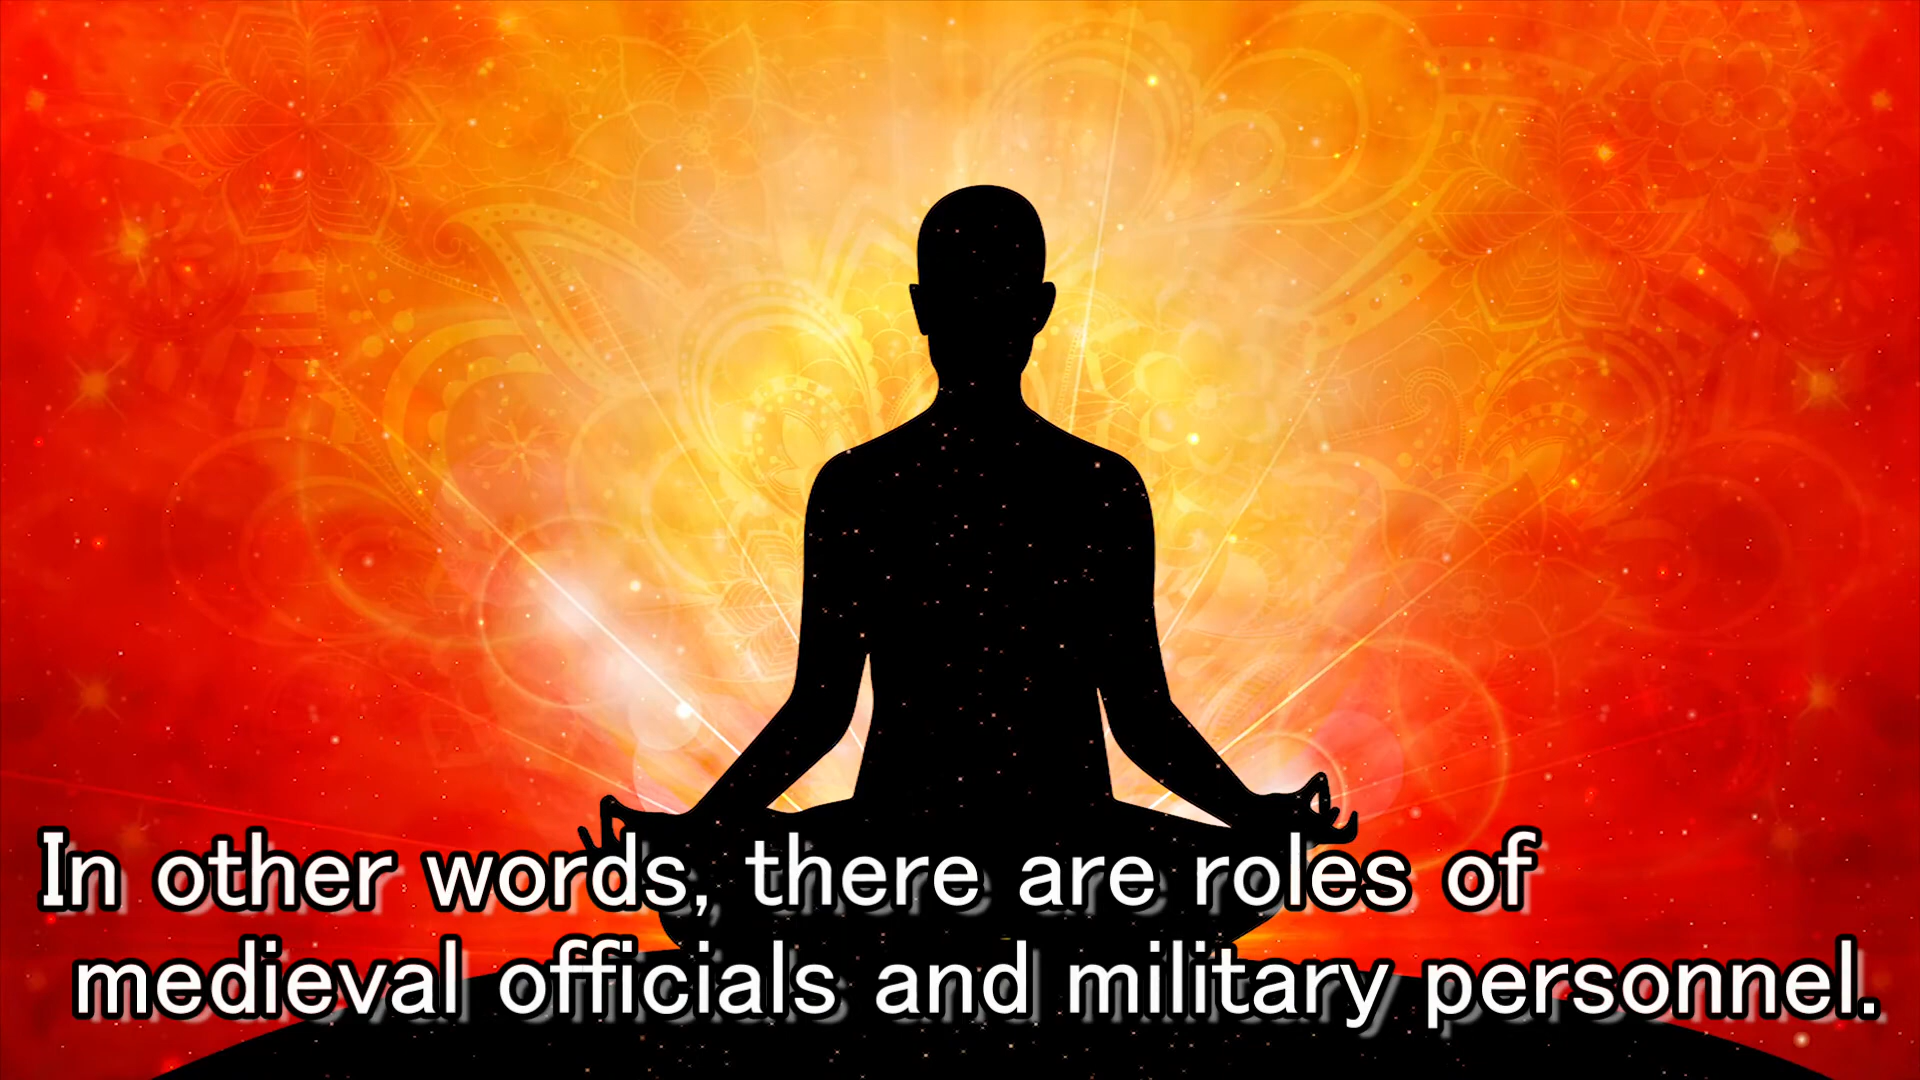 In other words, there are roles of
medieval officials and military personnel.